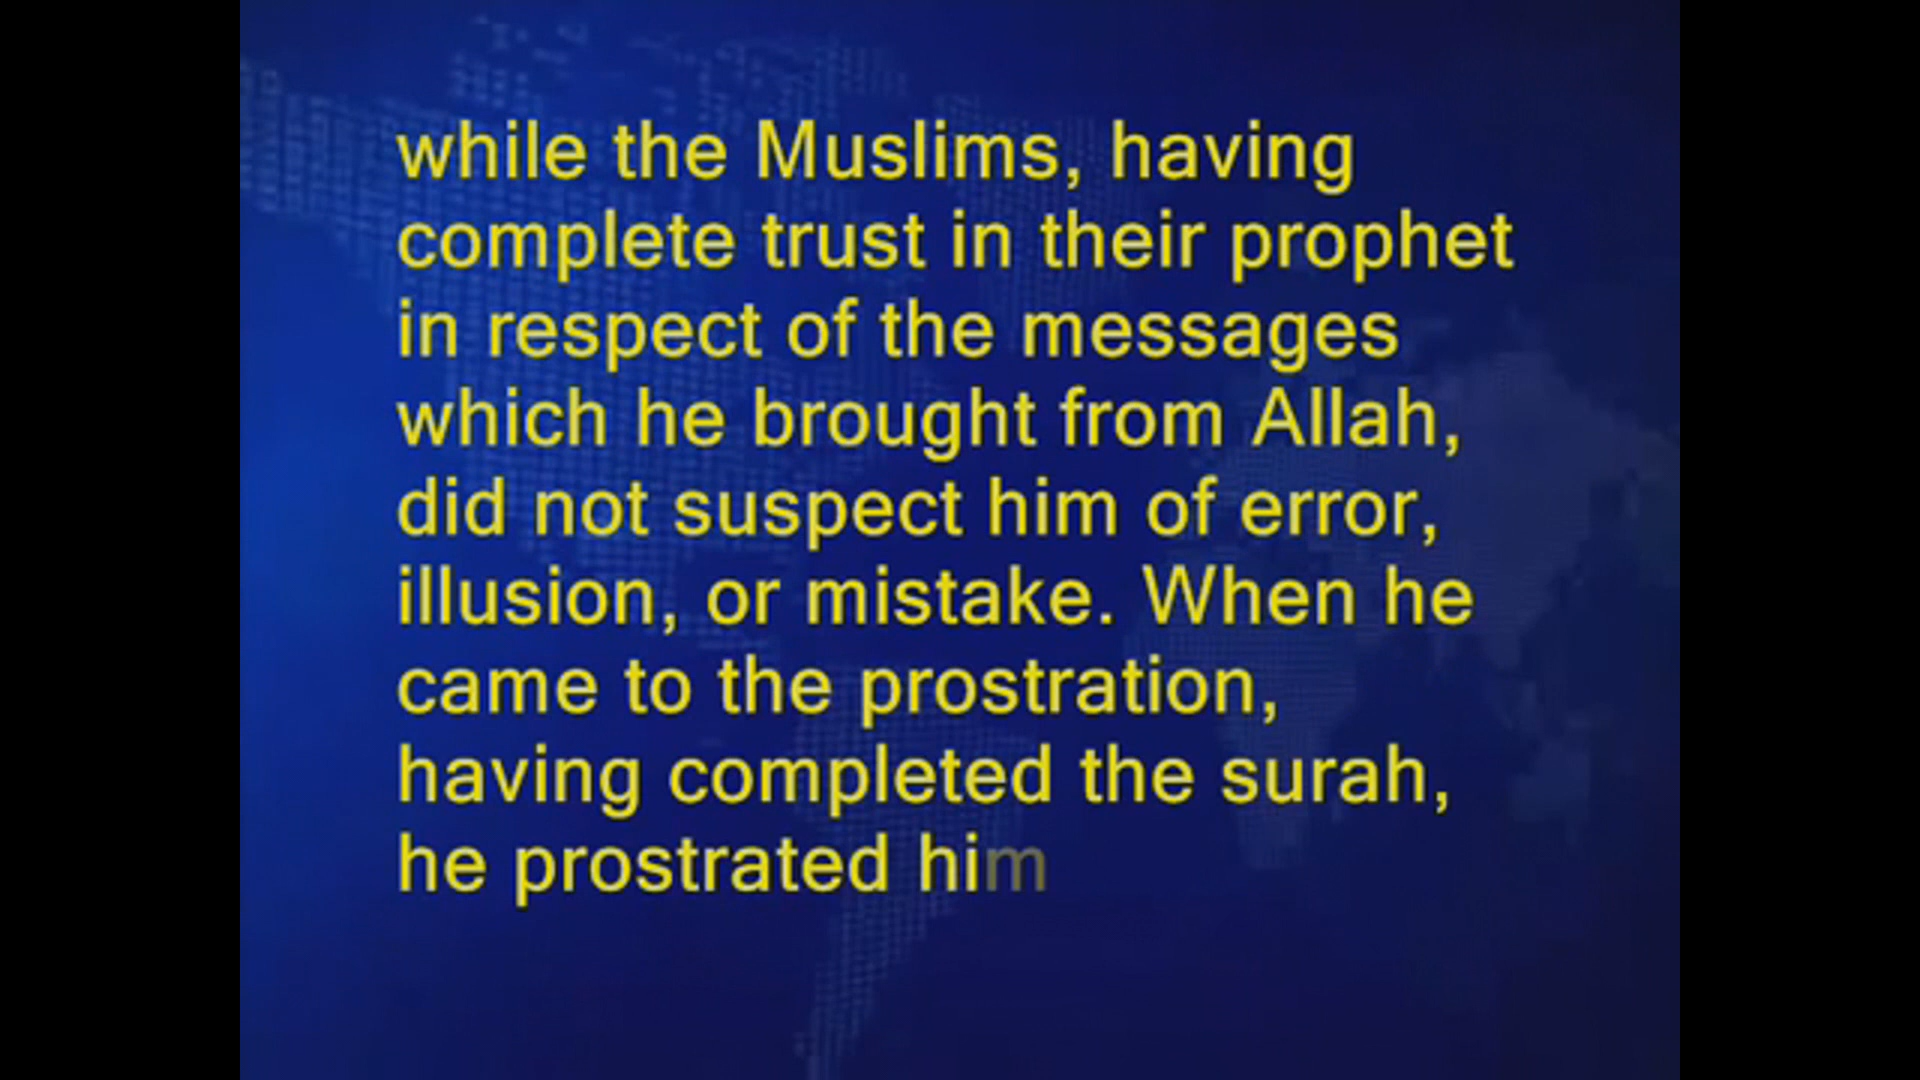 while the Muslims, having
complete trust in their prophet
in respect of the messages
which he brought from Allah,
did not suspect him of error,
illusion, or mistake. When he
came to the prostration,
having completed the surah,
he prostrated him